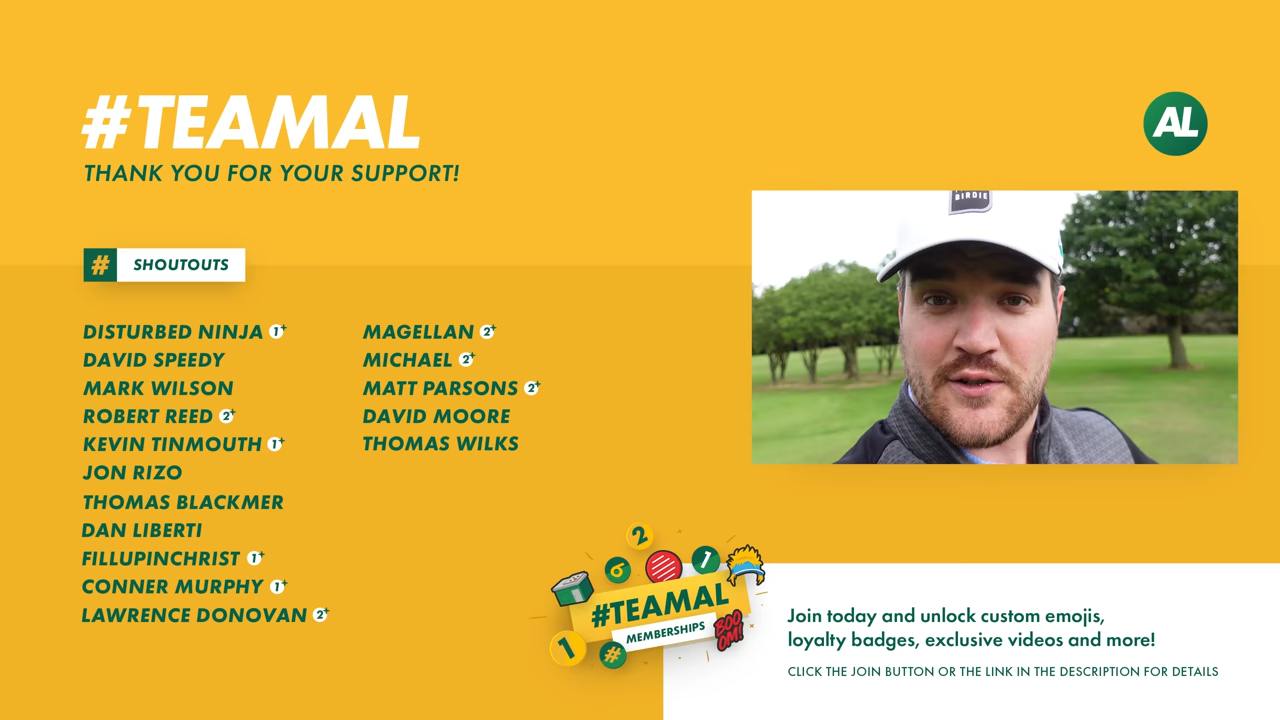 #TEAMAL
THANK YOU FOR YOUR SUPPORT!
AL
# SHOUTOUTS
DISTURBED NINJA 1+
DAVID SPEEDY
MARK WILSON
ROBERT REED 2+
KEVIN TINMOUTH 1+
JON RIZO
THOMAS BLACKMER
DAN LIBERTI
FILLUPINCHRIST 1+
CONNER MURPHY 1+
LAWRENCE DONOVAN 2+
MAGELLAN 2+
MICHAEL 2+
MATT PARSONS 2+
DAVID MOORE
THOMAS WILKS
BIRDIE
2
6
1
#TEAMAL
MEMBERSHIPS
BOO
OM!
1
#
Join today and unlock custom emojis,
loyalty badges, exclusive videos and more!
CLICK THE JOIN BUTTON OR THE LINK IN THE DESCRIPTION FOR DETAILS